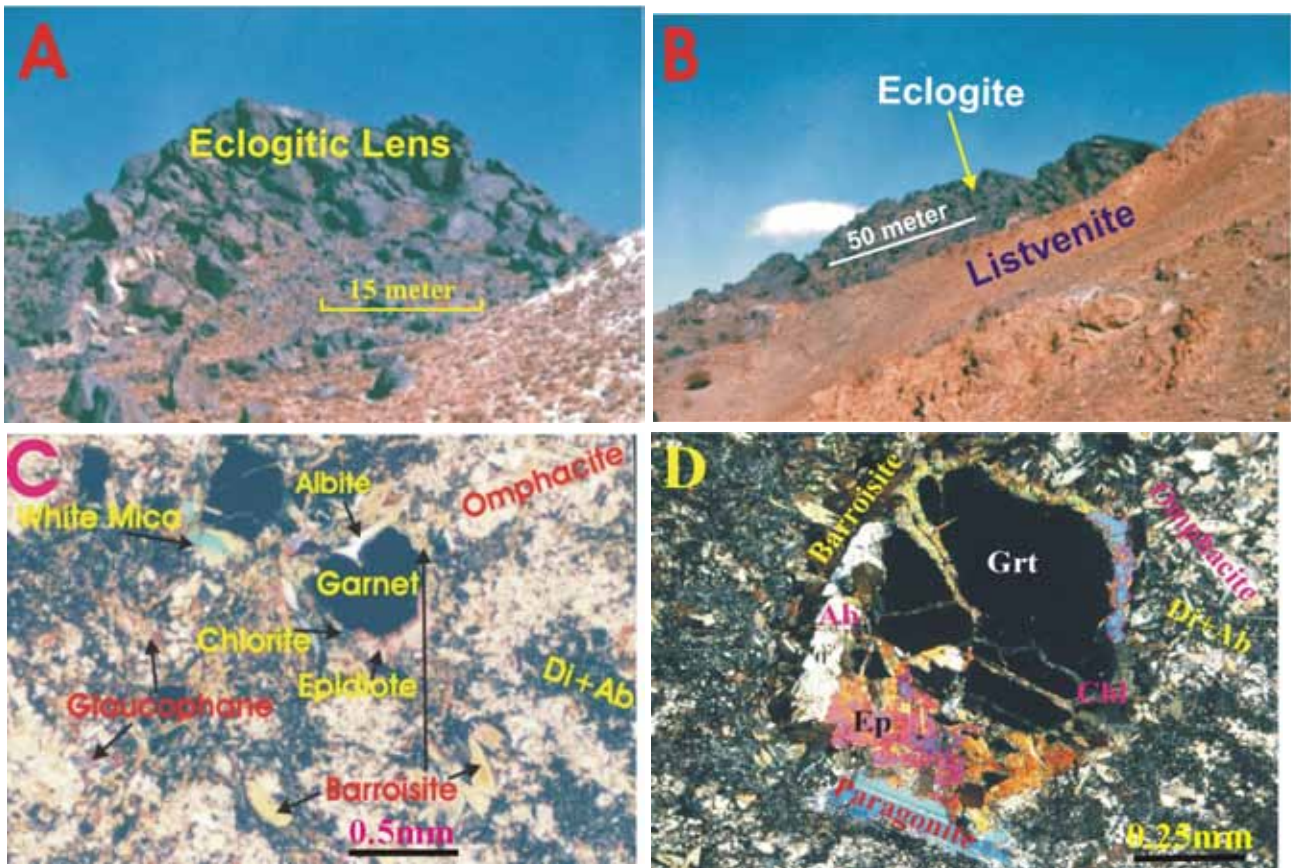 A
Eclogitic Lens
15 meter
B
Eclogite
50 meter
Listvenite
C
Albite
Omphacite
White Mica
Garnet
Chlorite
Epidiote
Di+Ab
Glaucophane
Barroisite
0.5mm
D
Barroisite
Omphacite
Grt
Ab
Di+Ab
Chl
Ep
Paragonite
0.25mm